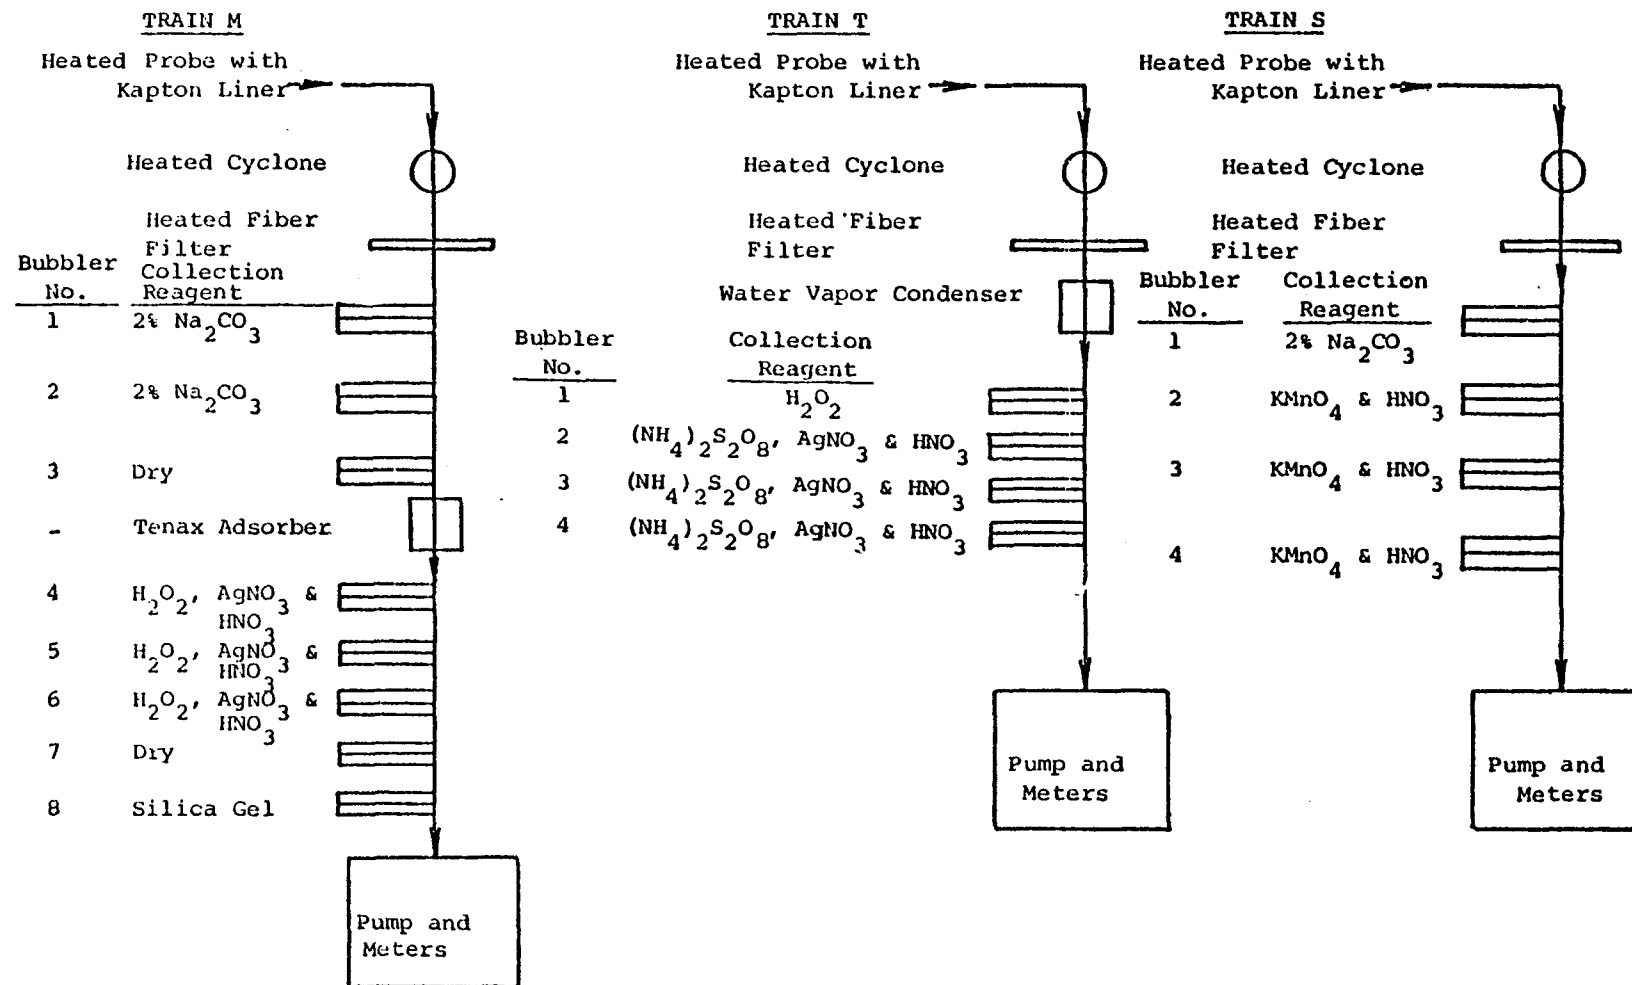 TRAIN M
Heated Probe with
Kapton Liner
Heated Cyclone
Heated Fiber
Filter
Bubbler
No.
Collection
Reagent
1 2% Na2CO3
2 2% Na2CO3
3 Dry
- Tenax Adsorber
4 H2O2, AgNO3 &
HNO3
5 H2O2, AgNO3 &
HNO3
6 H2O2, AgNO3 &
HNO3
7 Dry
8 Silica Gel
Pump and
Meters
TRAIN T
Heated Probe with
Kapton Liner
Heated Cyclone
Heated Fiber
Filter
Water Vapor Condenser
Bubbler
No.
Collection
Reagent
1 H2O2
2 (NH4)2S2O8, AgNO3 & HNO3
3 (NH4)2S2O8, AgNO3 & HNO3
4 (NH4)2S2O8, AgNO3 & HNO3
Pump and
Meters
TRAIN S
Heated Probe with
Kapton Liner
Heated Cyclone
Heated Fiber
Filter
Bubbler
No.
Collection
Reagent
1 2% Na2CO3
2 KMnO4 & HNO3
3 KMnO4 & HNO3
4 KMnO4 & HNO3
Pump and
Meters